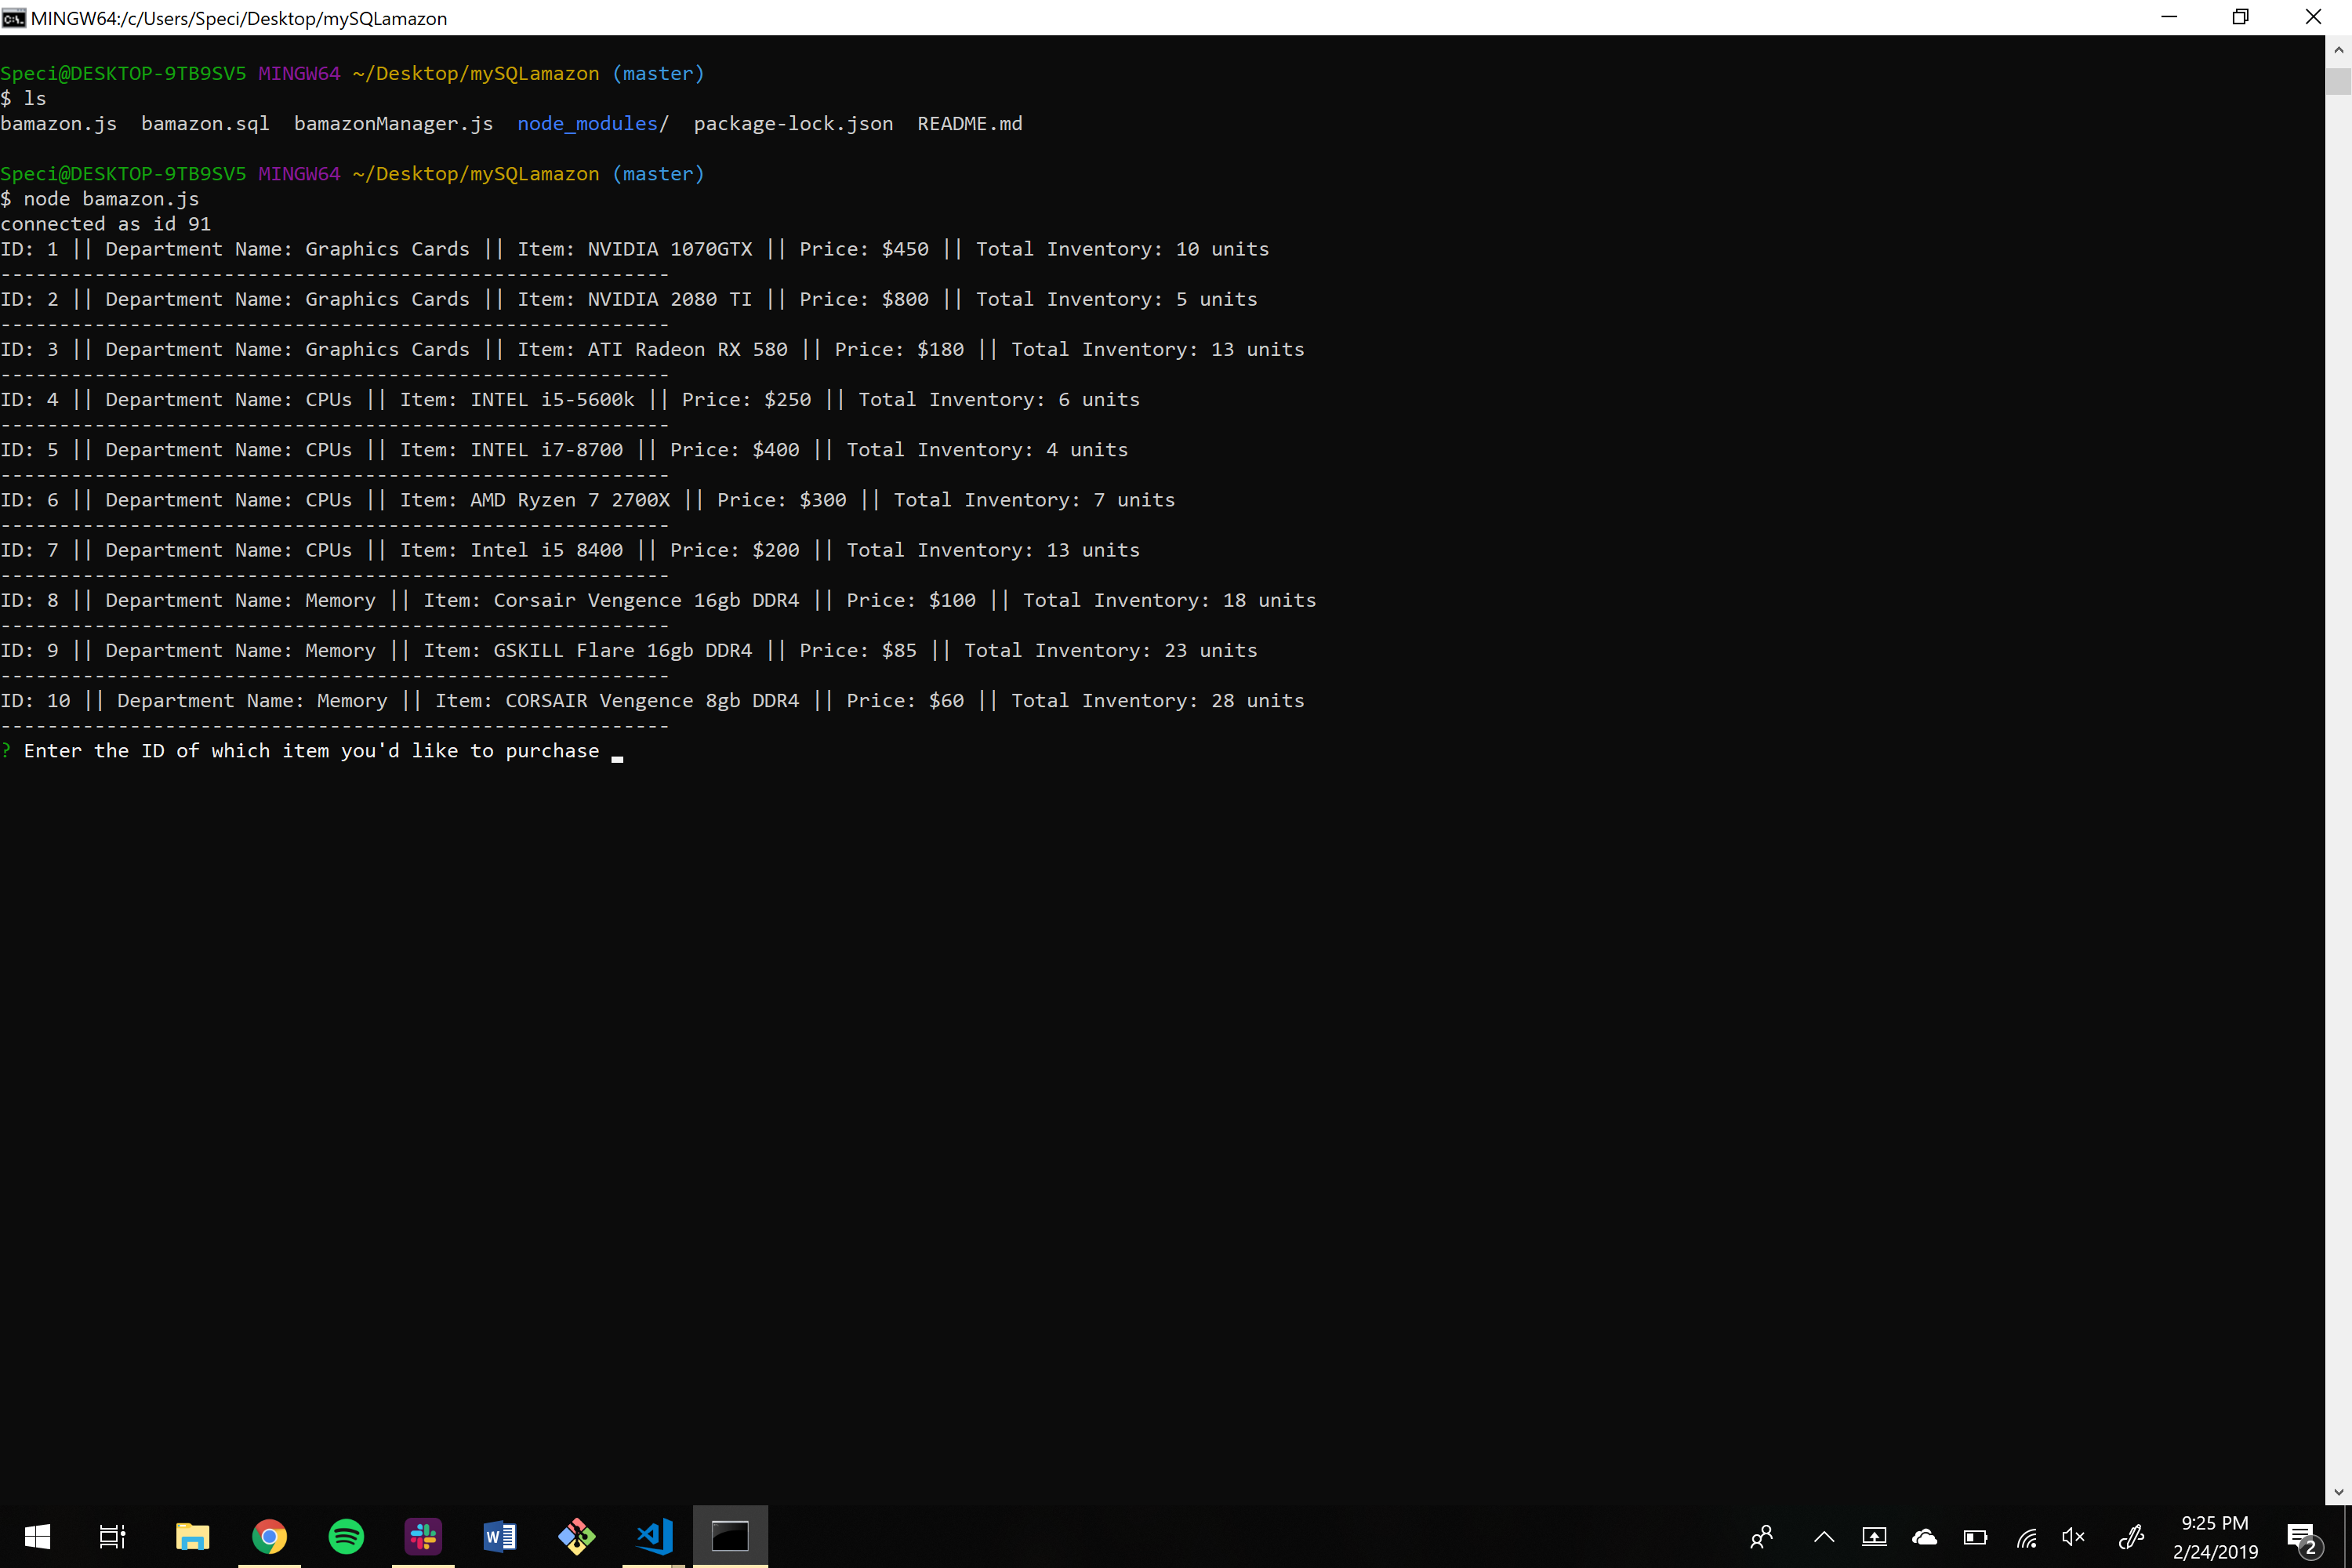 MINGW64:/c/Users/Speci/Desktop/mySQLamazon
Speci@DESKTOP-9TB9SV5 MINGW64 ~/Desktop/mySQLamazon (master)
$ ls
bamazon.js  bamazon.sql  bamazonManager.js  node_modules/  package-lock.json  README.md
Speci@DESKTOP-9TB9SV5 MINGW64 ~/Desktop/mySQLamazon (master)
$ node bamazon.js
connected as id 91
ID: 1 || Department Name: Graphics Cards || Item: NVIDIA 1070GTX || Price: $450 || Total Inventory: 10 units
---------------------------------------------------------
ID: 2 || Department Name: Graphics Cards || Item: NVIDIA 2080 TI || Price: $800 || Total Inventory: 5 units
---------------------------------------------------------
ID: 3 || Department Name: Graphics Cards || Item: ATI Radeon RX 580 || Price: $180 || Total Inventory: 13 units
---------------------------------------------------------
ID: 4 || Department Name: CPUs || Item: INTEL i5-5600k || Price: $250 || Total Inventory: 6 units
---------------------------------------------------------
ID: 5 || Department Name: CPUs || Item: INTEL i7-8700 || Price: $400 || Total Inventory: 4 units
---------------------------------------------------------
ID: 6 || Department Name: CPUs || Item: AMD Ryzen 7 2700X || Price: $300 || Total Inventory: 7 units
---------------------------------------------------------
ID: 7 || Department Name: CPUs || Item: Intel i5 8400 || Price: $200 || Total Inventory: 13 units
---------------------------------------------------------
ID: 8 || Department Name: Memory || Item: Corsair Vengence 16gb DDR4 || Price: $100 || Total Inventory: 18 units
---------------------------------------------------------
ID: 9 || Department Name: Memory || Item: GSKILL Flare 16gb DDR4 || Price: $85 || Total Inventory: 23 units
---------------------------------------------------------
ID: 10 || Department Name: Memory || Item: CORSAIR Vengence 8gb DDR4 || Price: $60 || Total Inventory: 28 units
---------------------------------------------------------
? Enter the ID of which item you'd like to purchase
9:25 PM
2/24/2019
2